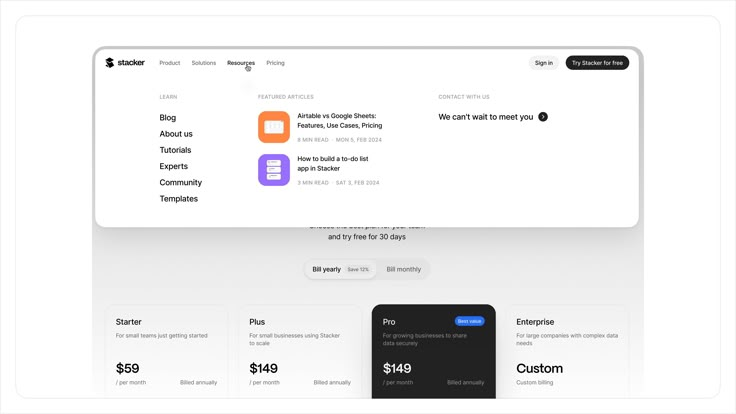 stacker
Product
Solutions
Resources
Pricing
Sign in
Try Stacker for free
LEARN
Blog
About us
Tutorials
Experts
Community
Templates
FEATURED ARTICLES
Airtable vs Google Sheets:
Features, Use Cases, Pricing
8 MIN READ · MON 5, FEB 2024
How to build a to-do list
app in Stacker
3 MIN READ · SAT 3, FEB 2024
CONTACT WITH US
We can't wait to meet you
and try free for 30 days
Bill yearly
Save 12%
Bill monthly
Starter
For small teams just getting started
$59
/ per month
Billed annually
Plus
For small businesses using Stacker
to scale
$149
/ per month
Billed annually
Pro
Best value
For growing businesses to share
data securely
$149
/ per month
Billed annually
Enterprise
For large companies with complex data
needs
Custom
Custom billing